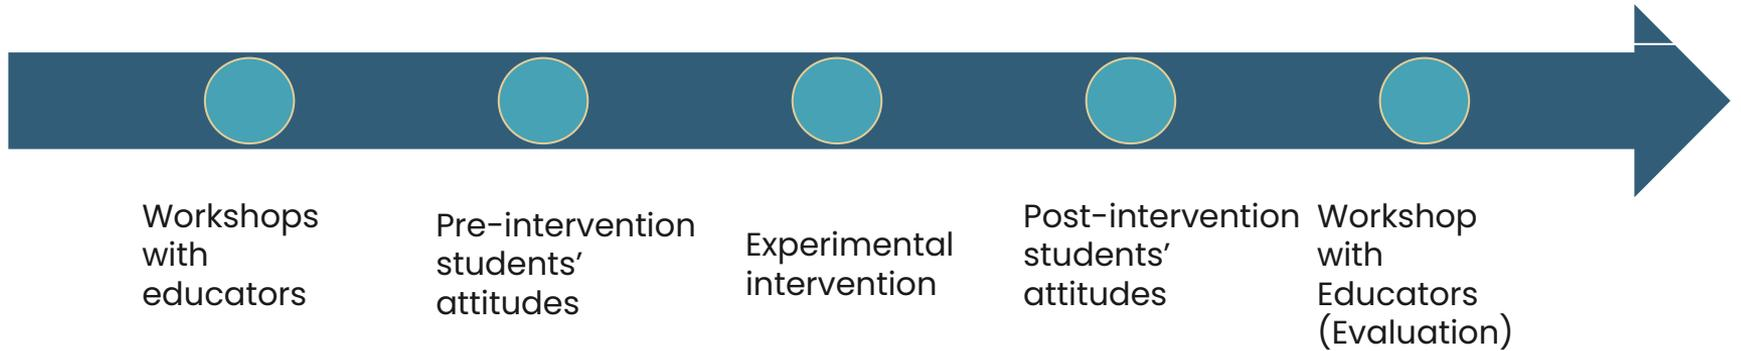 Workshops
with
educators
Pre-intervention
students’
attitudes
Experimental
intervention
Post-intervention
students’
attitudes
Workshop
with
Educators
(Evaluation)